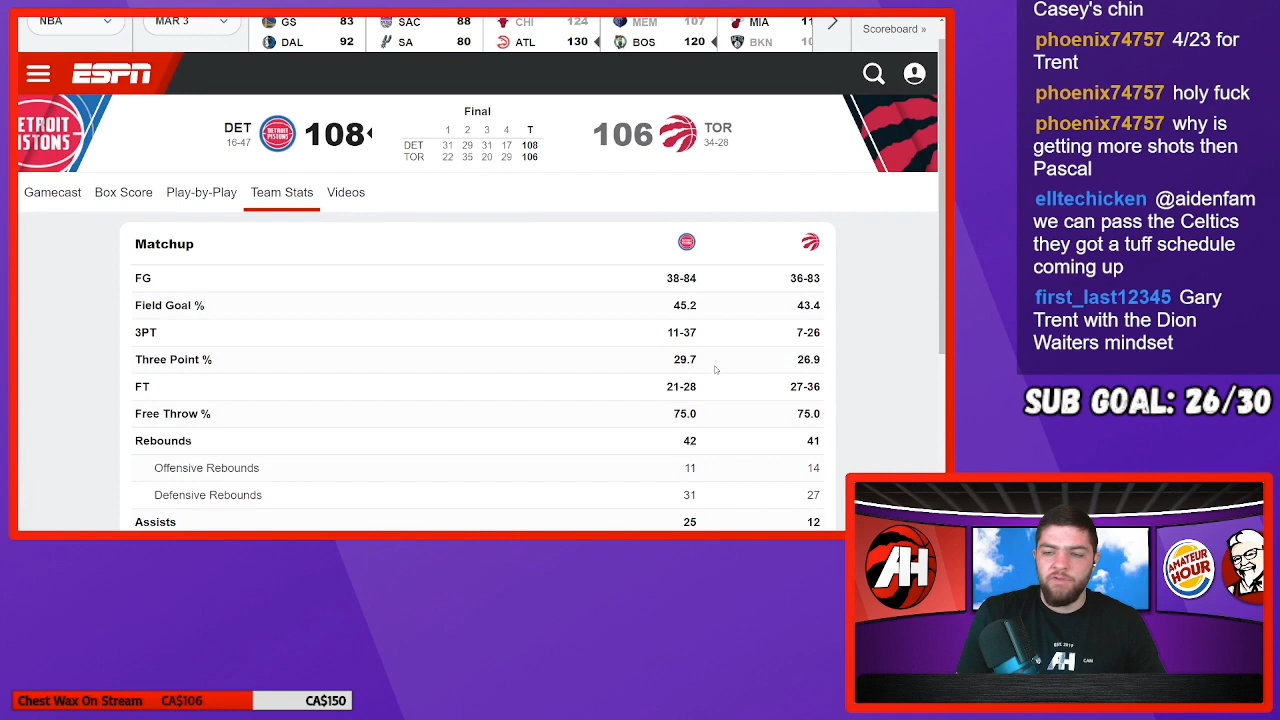 NBA
MAR 3
GS 83
DAL 92
SAC 88
SA 80
CHI 124
ATL 130
MEM 107
BOS 120
MIA
BKN
Scoreboard »
ESPN
DETROIT
PISTONS
DET
16-47
108
Final
1 2 3 4 T
DET 31 29 31 17 108
TOR 22 35 20 29 106
106
TOR
34-28
Gamecast Box Score Play-by-Play Team Stats Videos
Matchup
FG 38-84 36-83
Field Goal % 45.2 43.4
3PT 11-37 7-26
Three Point % 29.7 26.9
FT 21-28 27-36
Free Throw % 75.0 75.0
Rebounds 42 41
Offensive Rebounds 11 14
Defensive Rebounds 31 27
Assists 25 12
Casey's chin
phoenix74757 4/23 for
Trent
phoenix74757 holy fuck
phoenix74757 why is
getting more shots then
Pascal
elltechicken @aidenfam
we can pass the Celtics
they got a tuff schedule
coming up
first_last12345 Gary
Trent with the Dion
Waiters mindset
SUB GOAL: 26/30
AH
AMATEUR
HOUR
AH
CAN
Chest Wax On Stream CA$106 CA$150